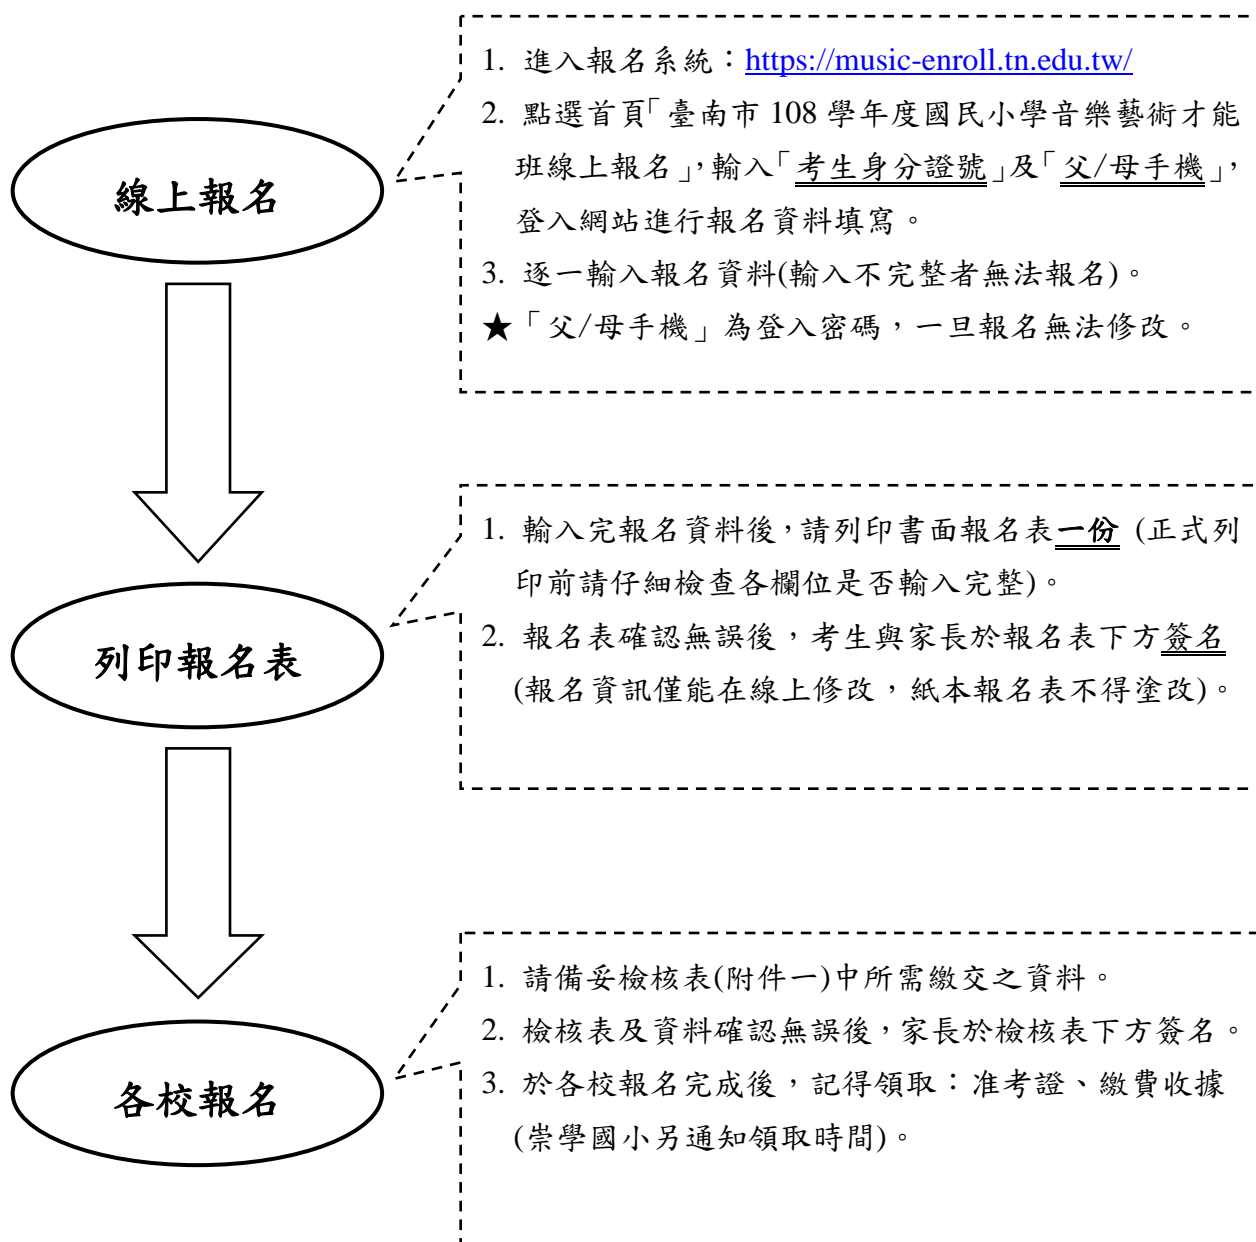 線上報名
1. 進入報名系統：https://music-enroll.tn.edu.tw/
2. 點選首頁「臺南市 108 學年度國民小學音樂藝術才能
班線上報名」，輸入「考生身分證號」及「父/母手機」，
登入網站進行報名資料填寫。
3. 逐一輸入報名資料(輸入不完整者無法報名)。
★「父/母手機」為登入密碼，一旦報名無法修改。
列印報名表
1. 輸入完報名資料後，請列印書面報名表一份 (正式列
印前請仔細檢查各欄位是否輸入完整)。
2. 報名表確認無誤後，考生與家長於報名表下方簽名
(報名資訊僅能在線上修改，紙本報名表不得塗改)。
各校報名
1. 請備妥檢核表(附件一)中所需繳交之資料。
2. 檢核表及資料確認無誤後，家長於檢核表下方簽名。
3. 於各校報名完成後，記得領取：准考證、繳費收據
(崇學國小另通知領取時間)。